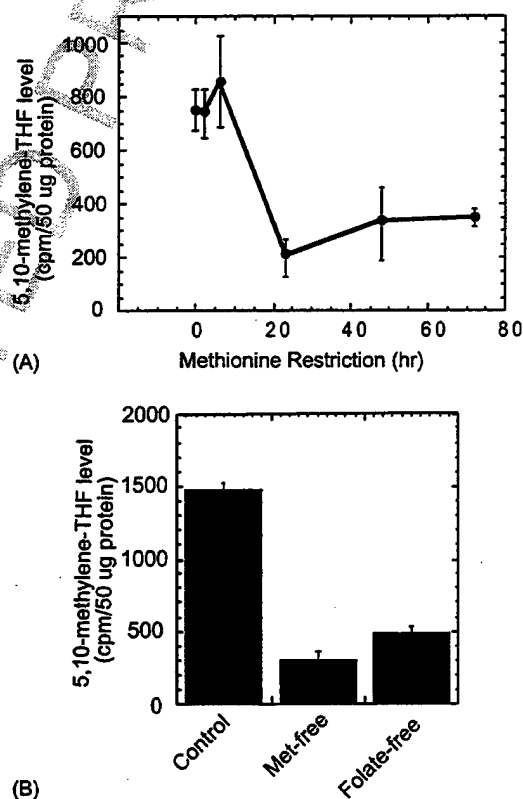 1000
800
600
400
200
0
5,10-methylene-THF level
(cpm/50 ug protein)
0 20 40 60 80
Methionine Restriction (hr)
(A)
2000
1500
1000
500
0
5,10-methylene-THF level
(cpm/50 ug protein)
Control
Met-free
Folate-free
(B)